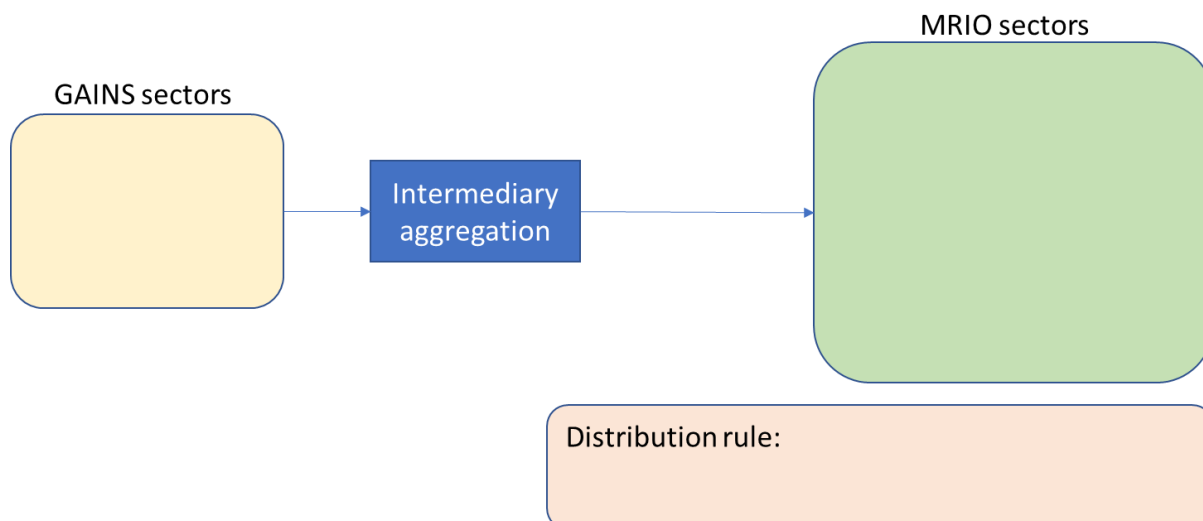 MRIO sectors
GAINS sectors
Intermediary
aggregation
Distribution rule: